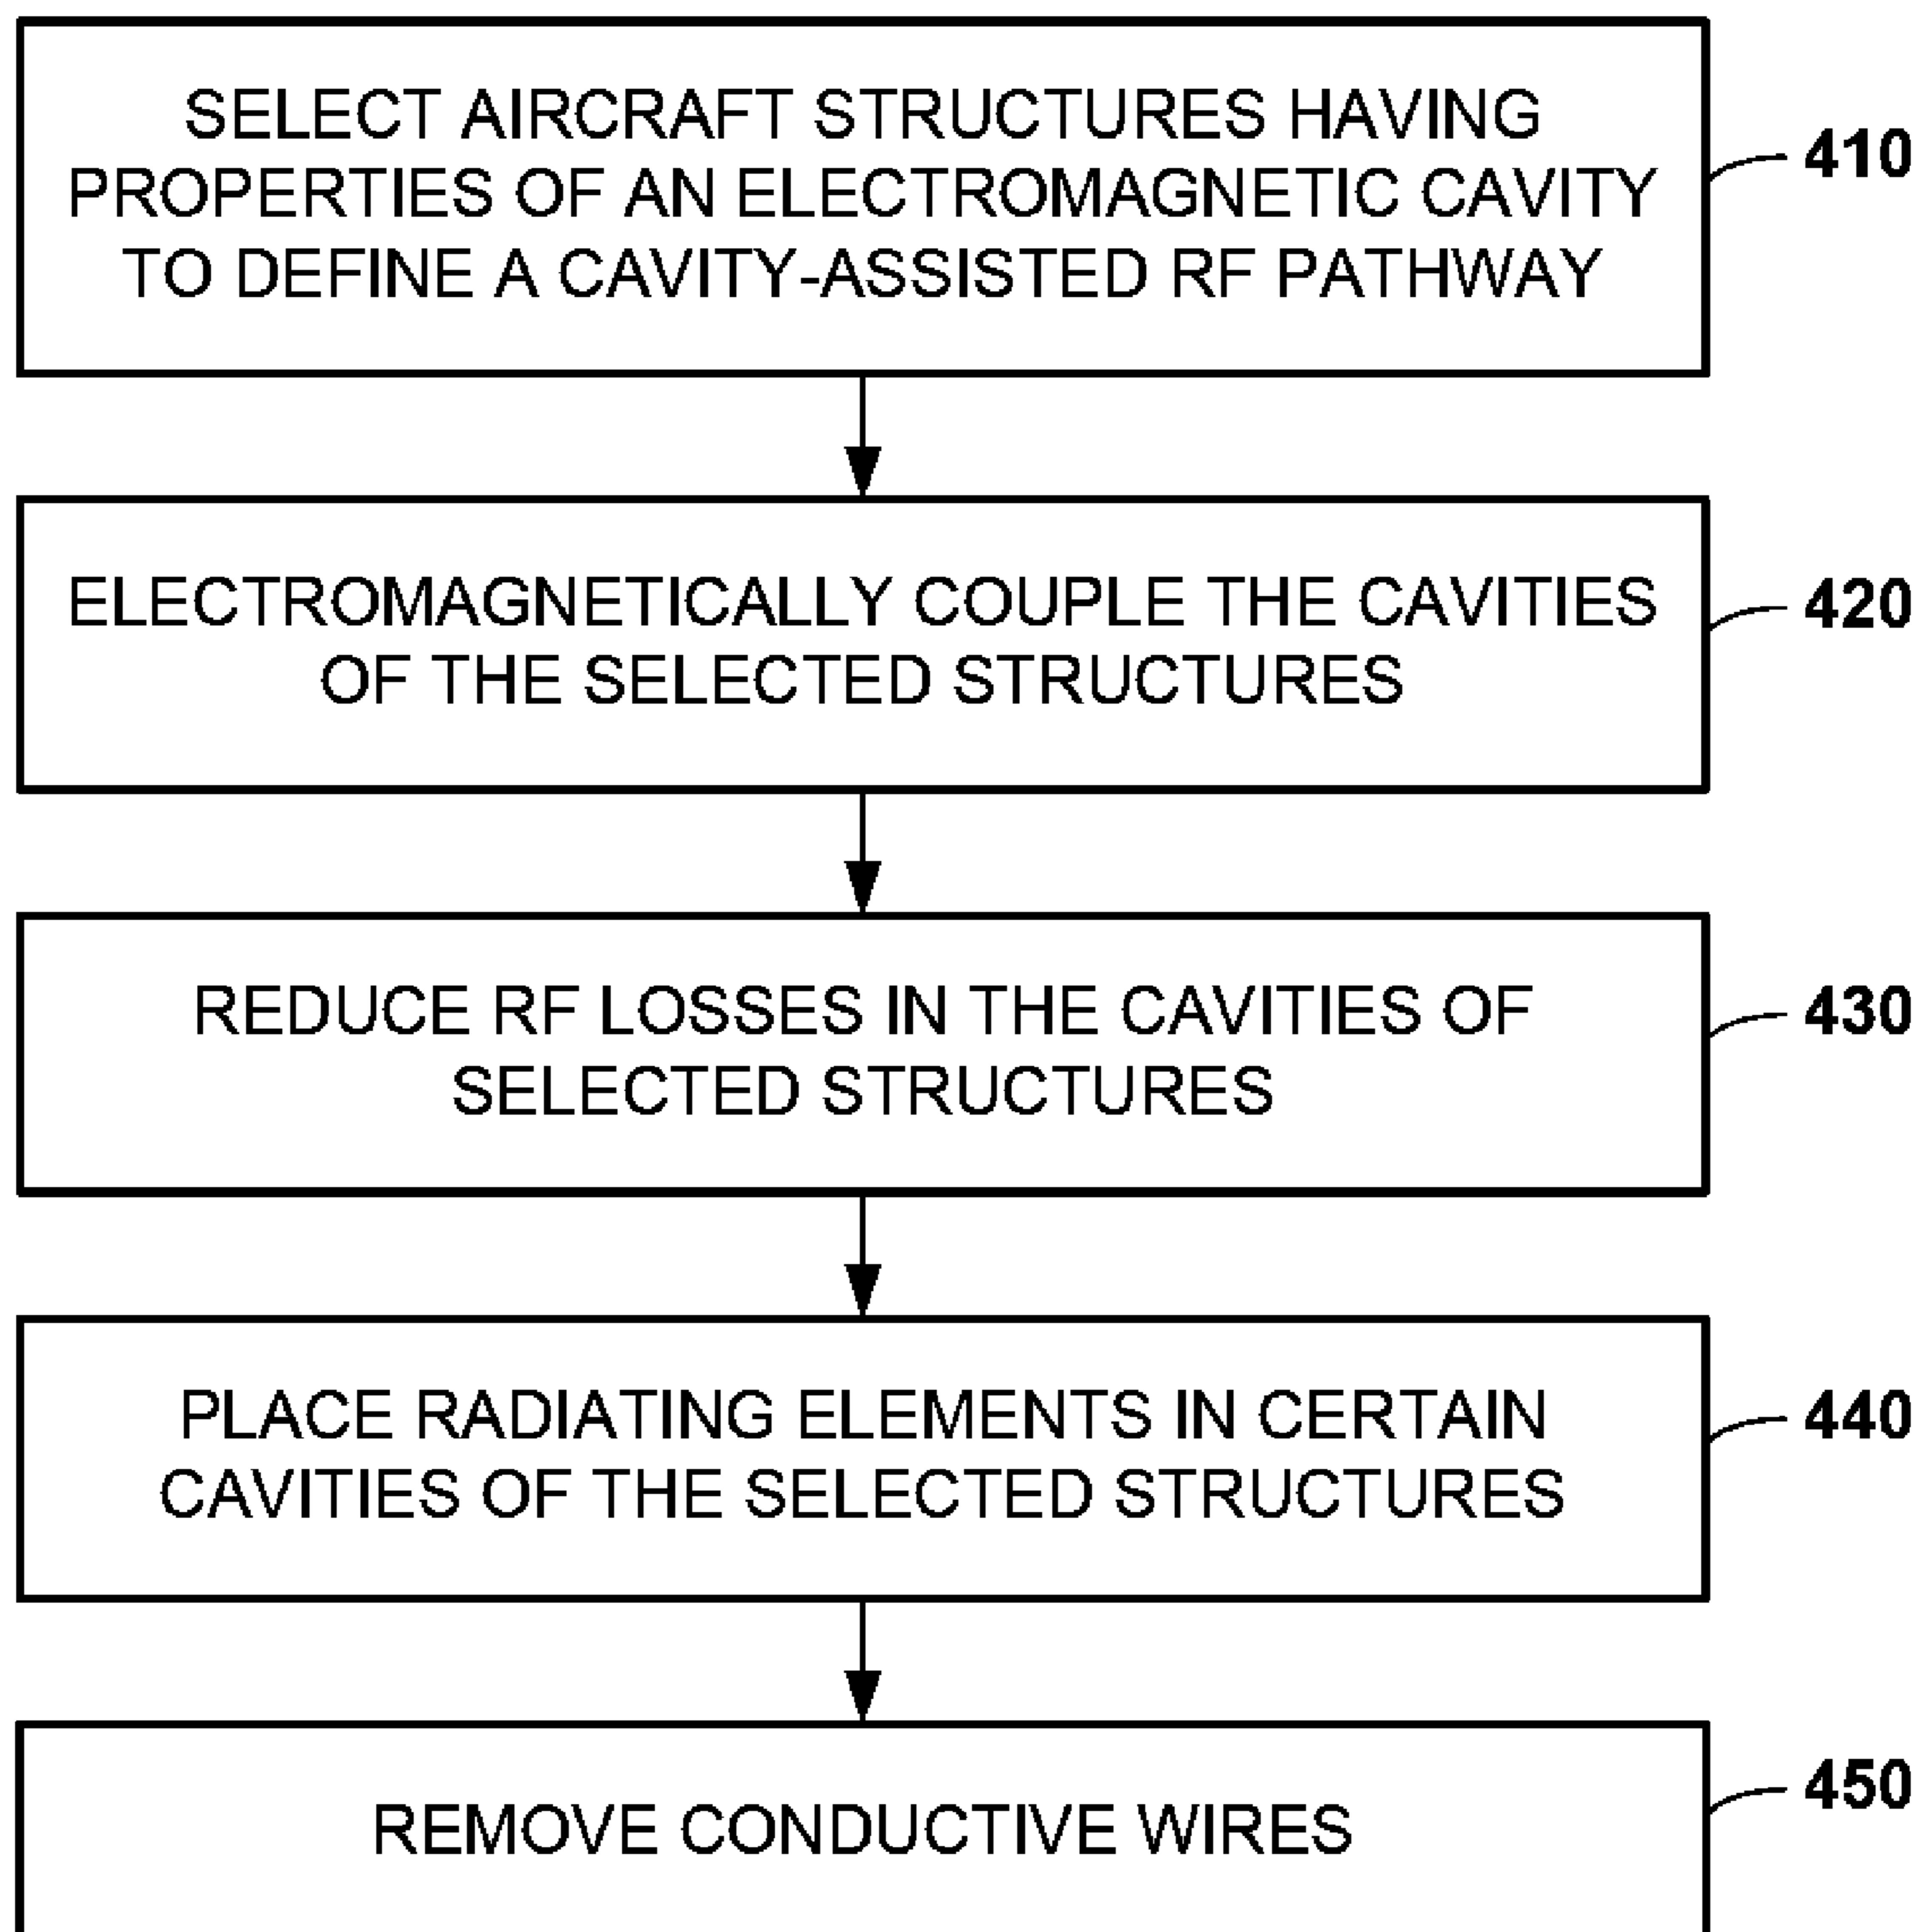 SELECT AIRCRAFT STRUCTURES HAVING
PROPERTIES OF AN ELECTROMAGNETIC CAVITY
TO DEFINE A CAVITY-ASSISTED RF PATHWAY
410
ELECTROMAGNETICALLY COUPLE THE CAVITIES
OF THE SELECTED STRUCTURES
420
REDUCE RF LOSSES IN THE CAVITIES OF
SELECTED STRUCTURES
430
PLACE RADIATING ELEMENTS IN CERTAIN
CAVITIES OF THE SELECTED STRUCTURES
440
REMOVE CONDUCTIVE WIRES
450